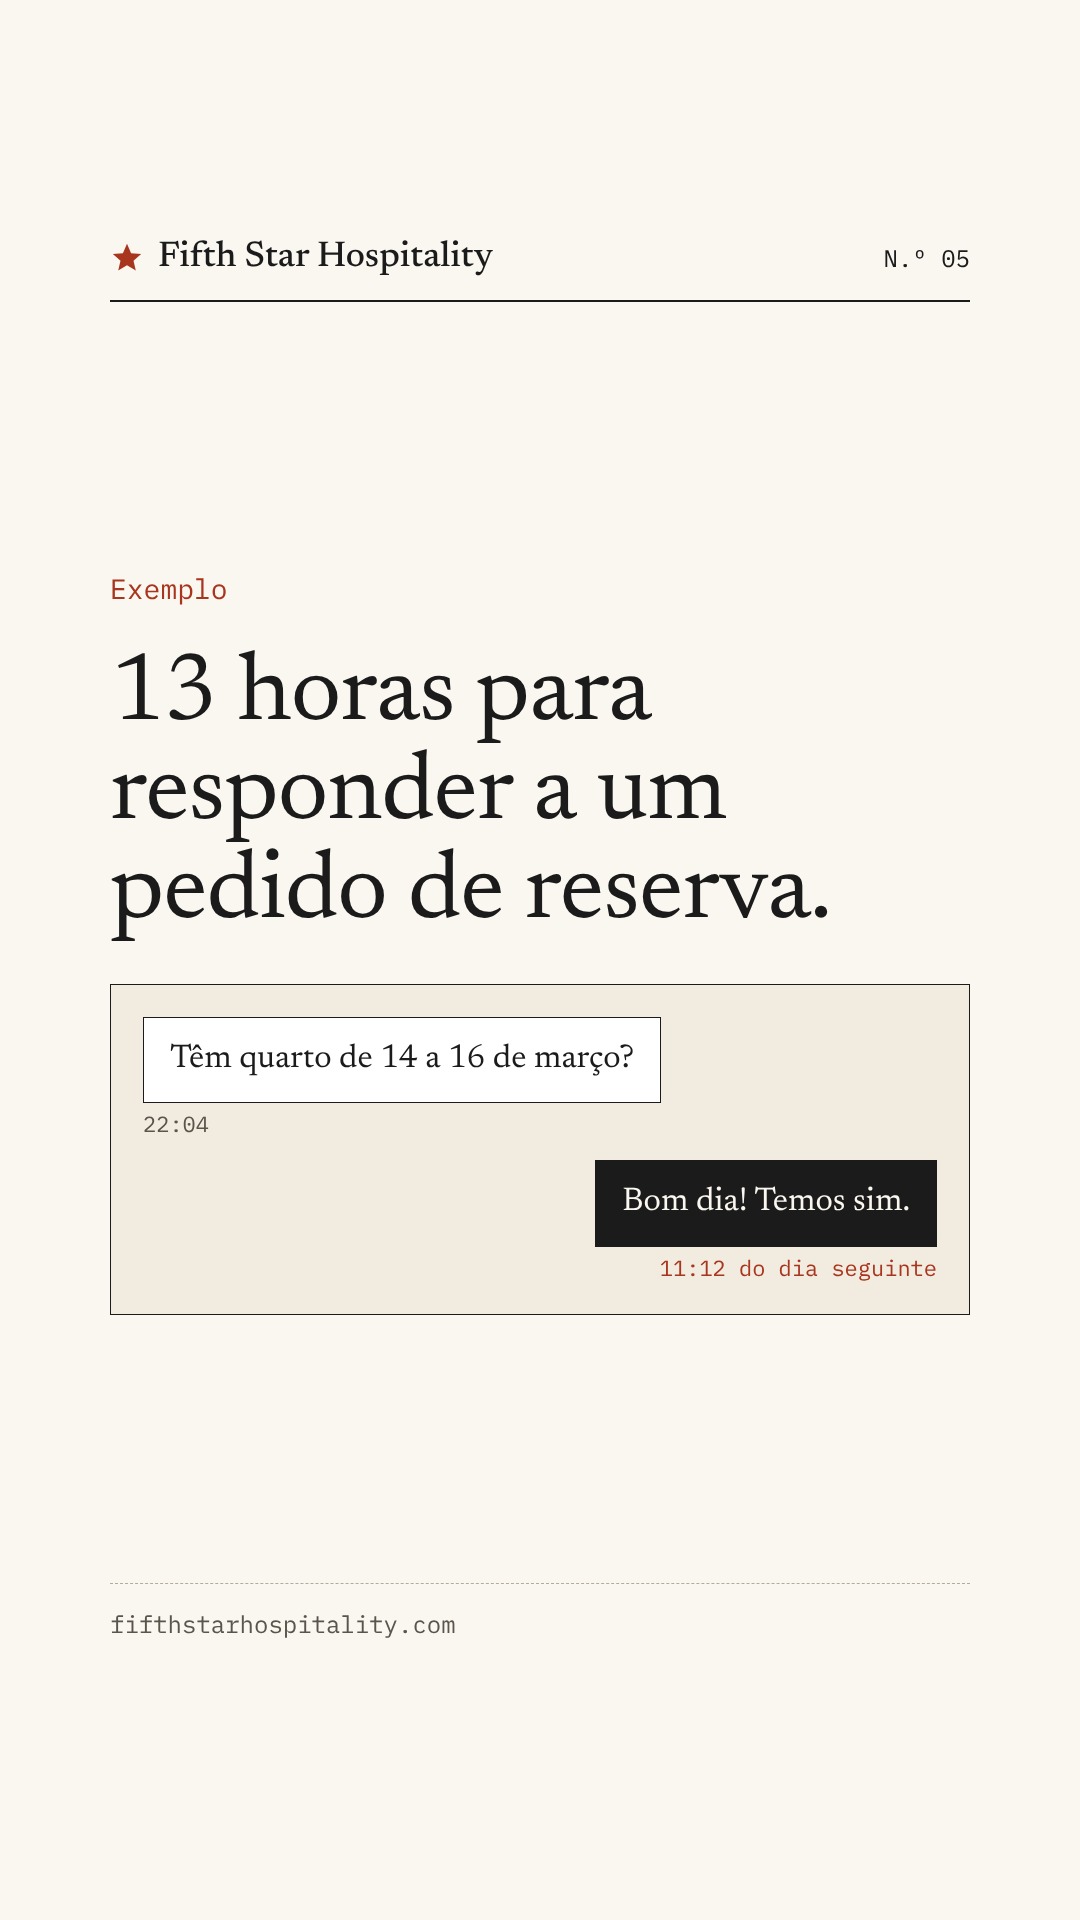 Fifth Star Hospitality
N.º 05
Exemplo
13 horas para
responder a um
pedido de reserva.
Têm quarto de 14 a 16 de março?
22:04
Bom dia! Temos sim.
11:12 do dia seguinte
fifthstarhospitality.com